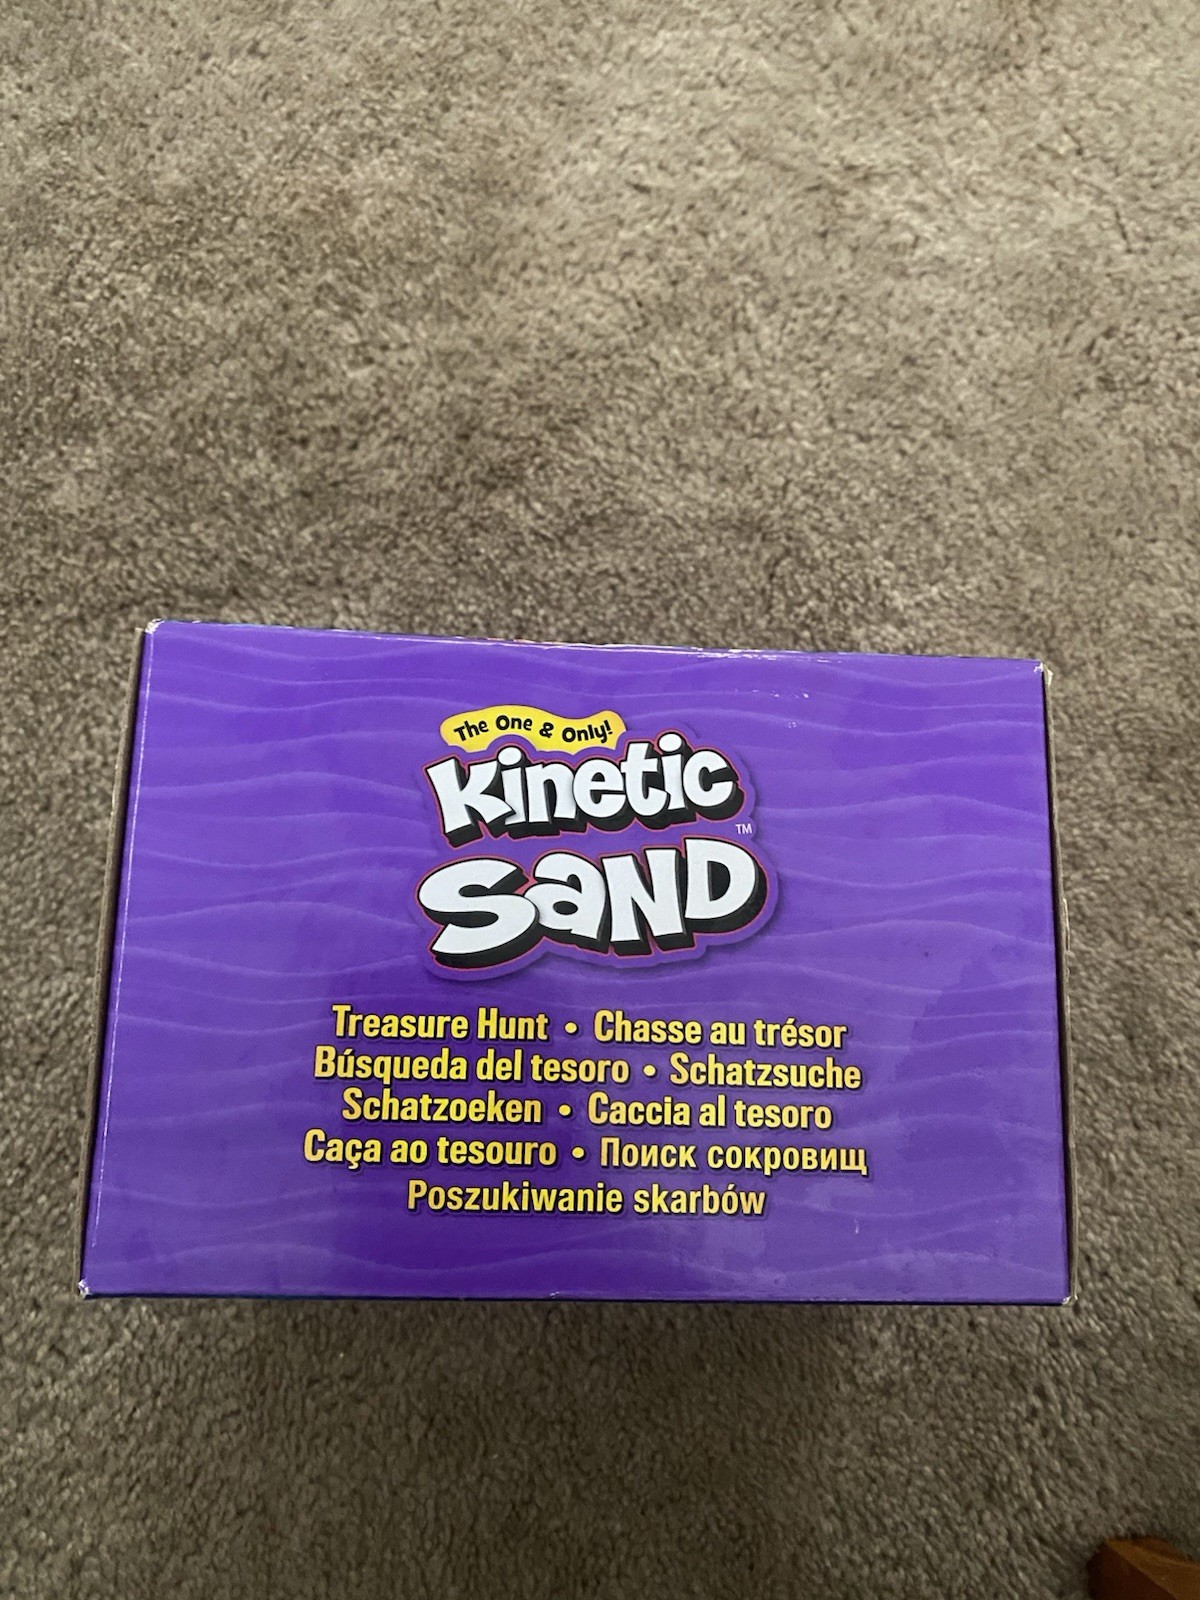 The One & Only!
Kinetic
SAND™
Treasure Hunt • Chasse au trésor
Búsqueda del tesoro • Schatzsuche
Schatzoeken • Caccia al tesoro
Caça ao tesouro • Поиск сокровищ
Poszukiwanie skarbów